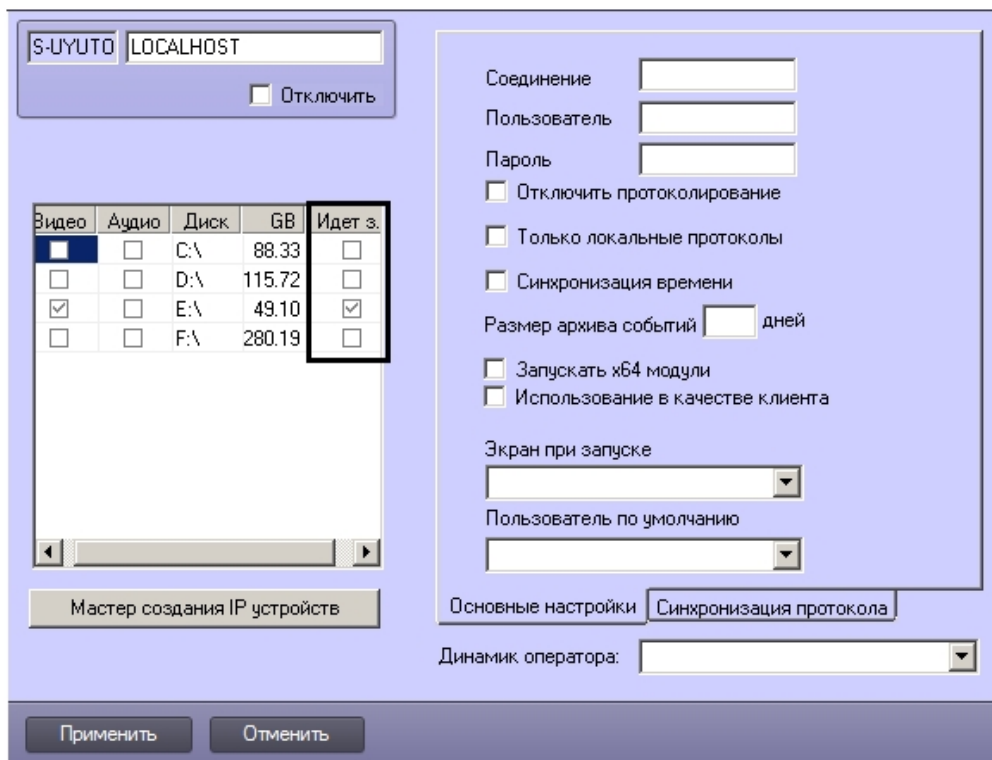 S-UYUTO LOCALHOST
Отключить
Видео Аудио Диск GB Идет з.
C:\ 88.33
D:\ 115.72
E:\ 49.10
F:\ 280.19
Мастер создания IP устройств
Соединение
Пользователь
Пароль
Отключить протоколирование
Только локальные протоколы
Синхронизация времени
Размер архива событий дней
Запускать x64 модули
Использование в качестве клиента
Экран при запуске
Пользователь по умолчанию
Основные настройки Синхронизация протокола
Динамик оператора:
Применить Отменить